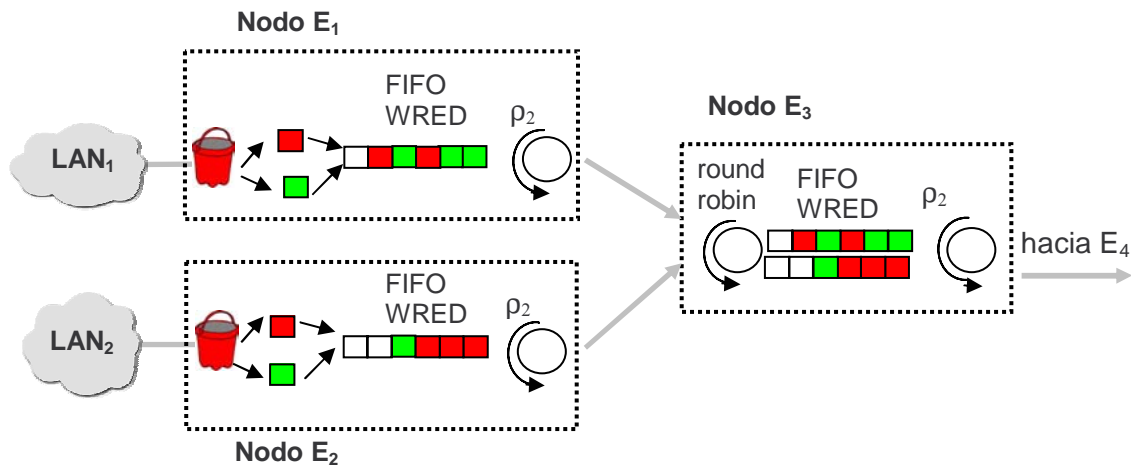 Nodo E₁
FIFO
WRED
ρ₂
LAN₁
Nodo E₃
round
robin
FIFO
WRED
ρ₂
hacia E₄
FIFO
WRED
ρ₂
LAN₂
Nodo E₂